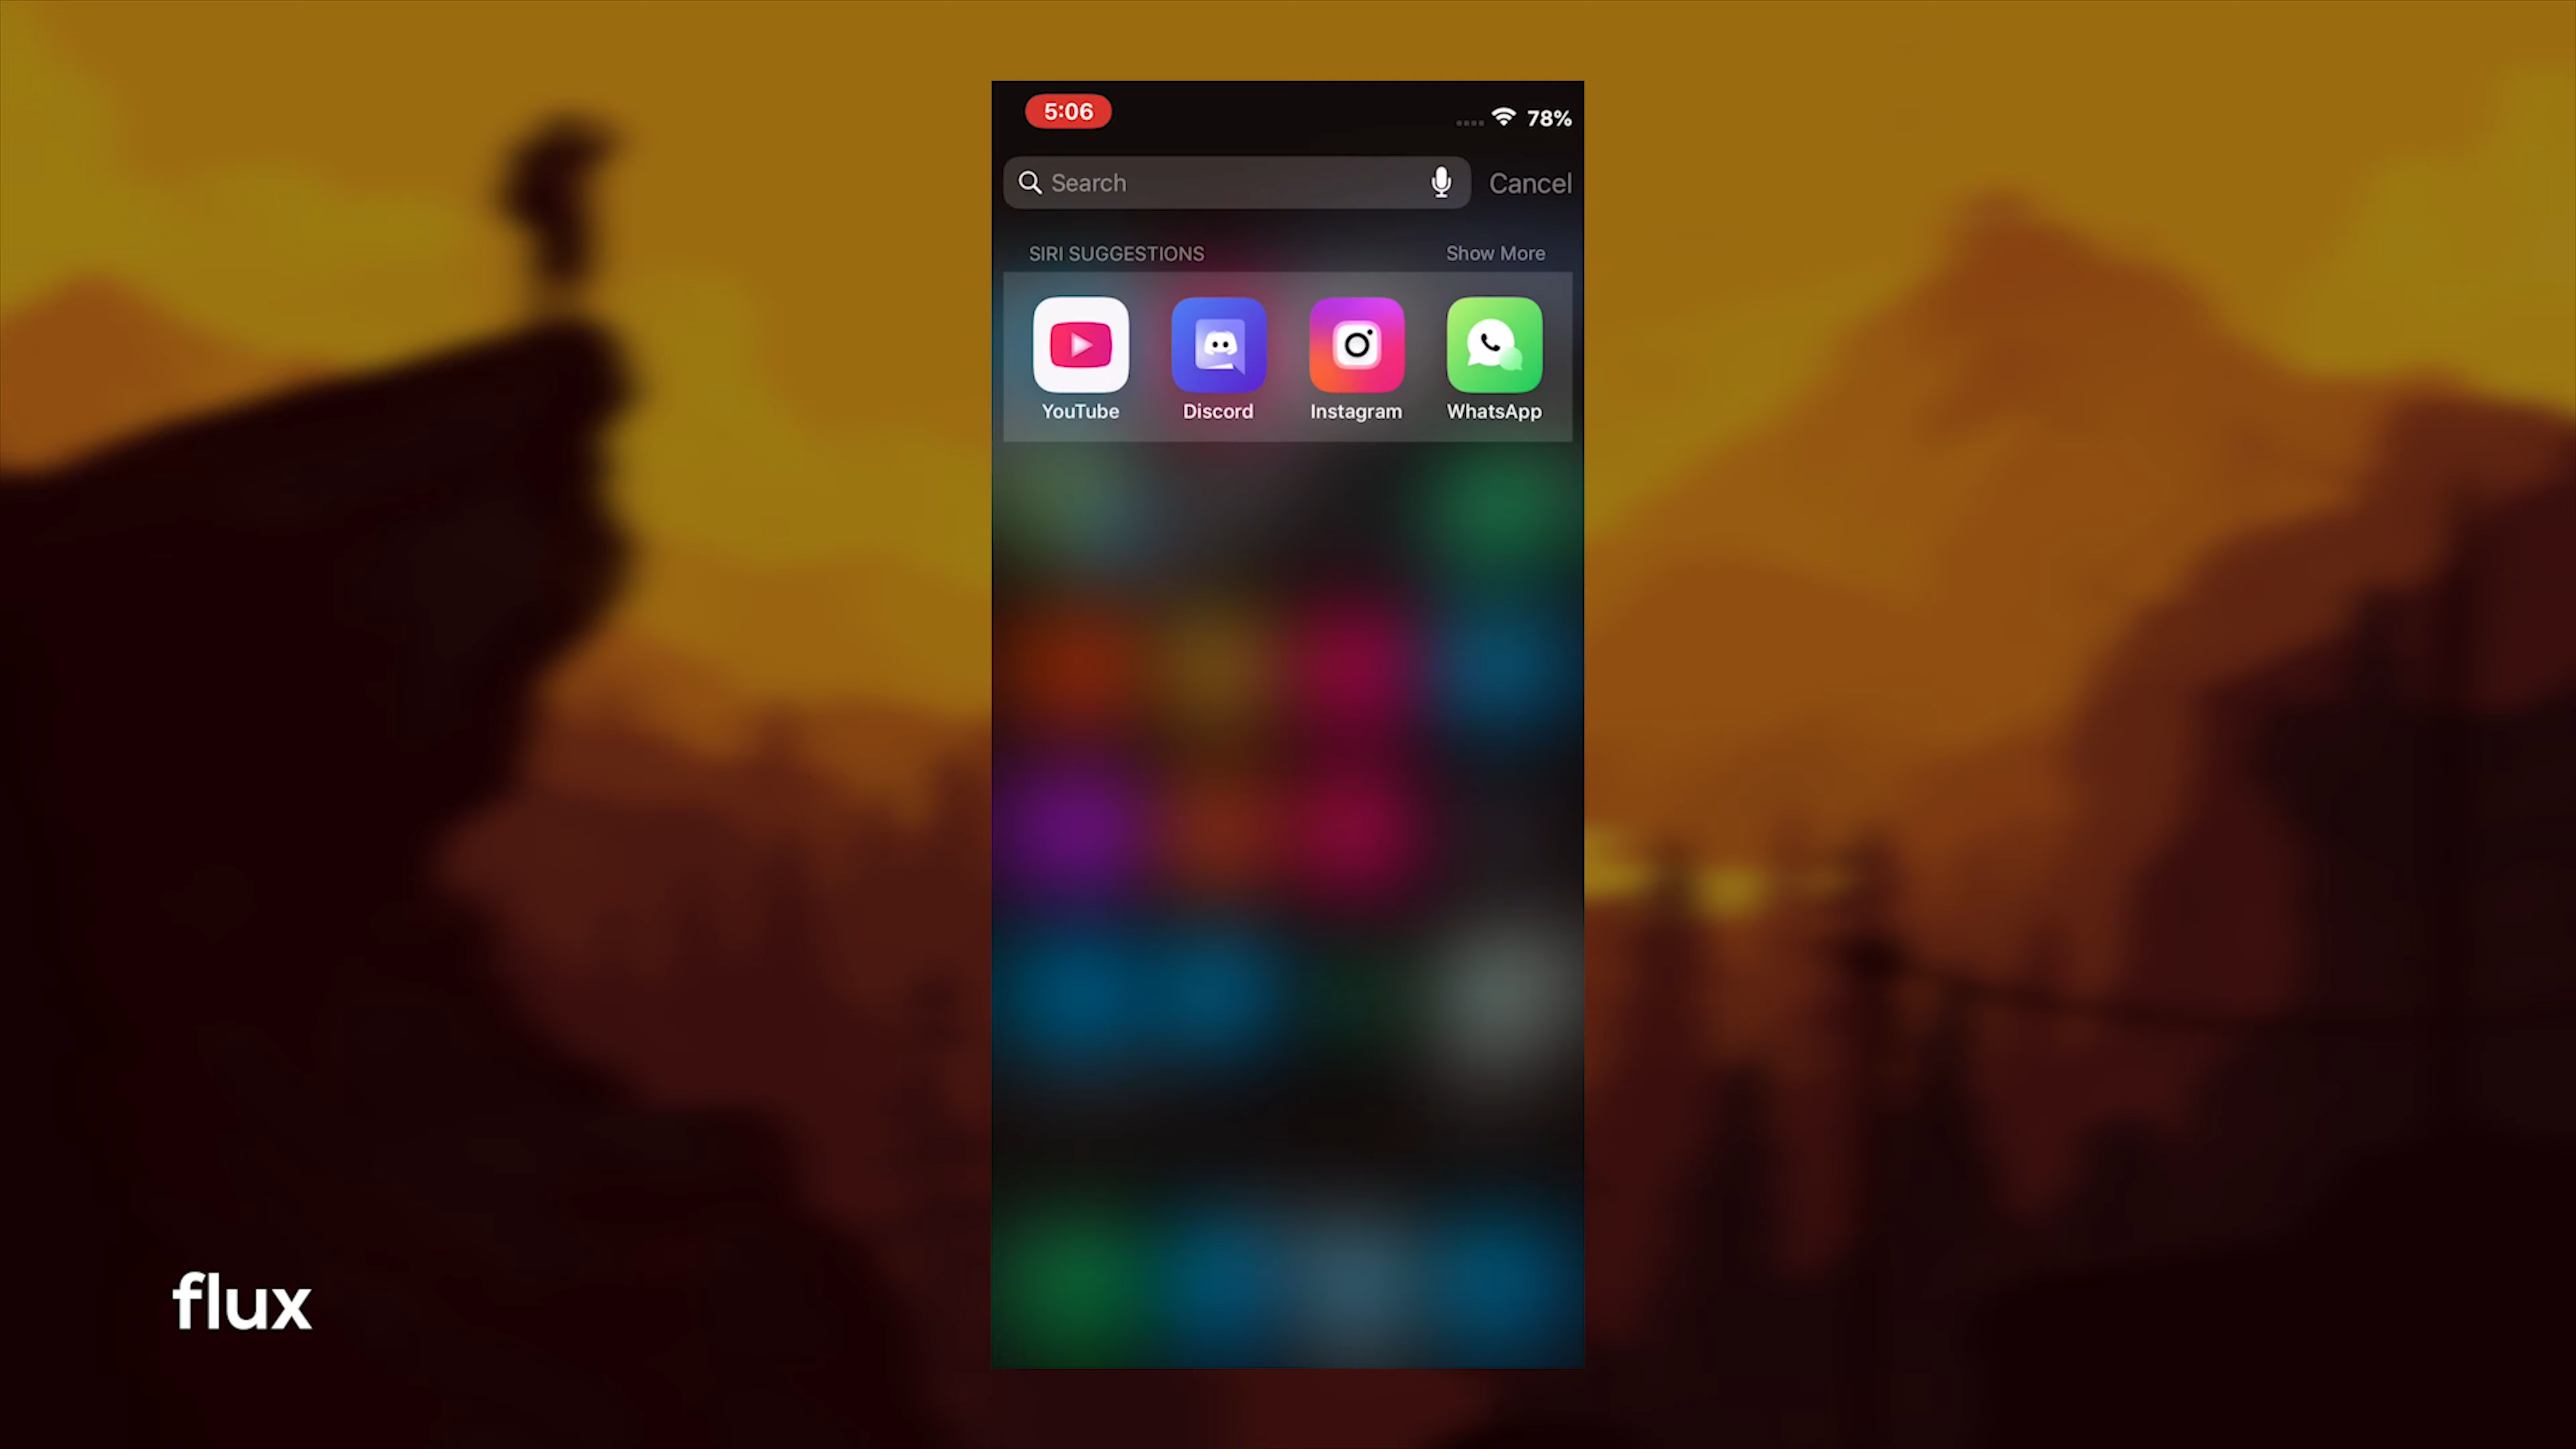 5:06
78%
Search
Cancel
SIRI SUGGESTIONS
Show More
YouTube
Discord
Instagram
WhatsApp
flux